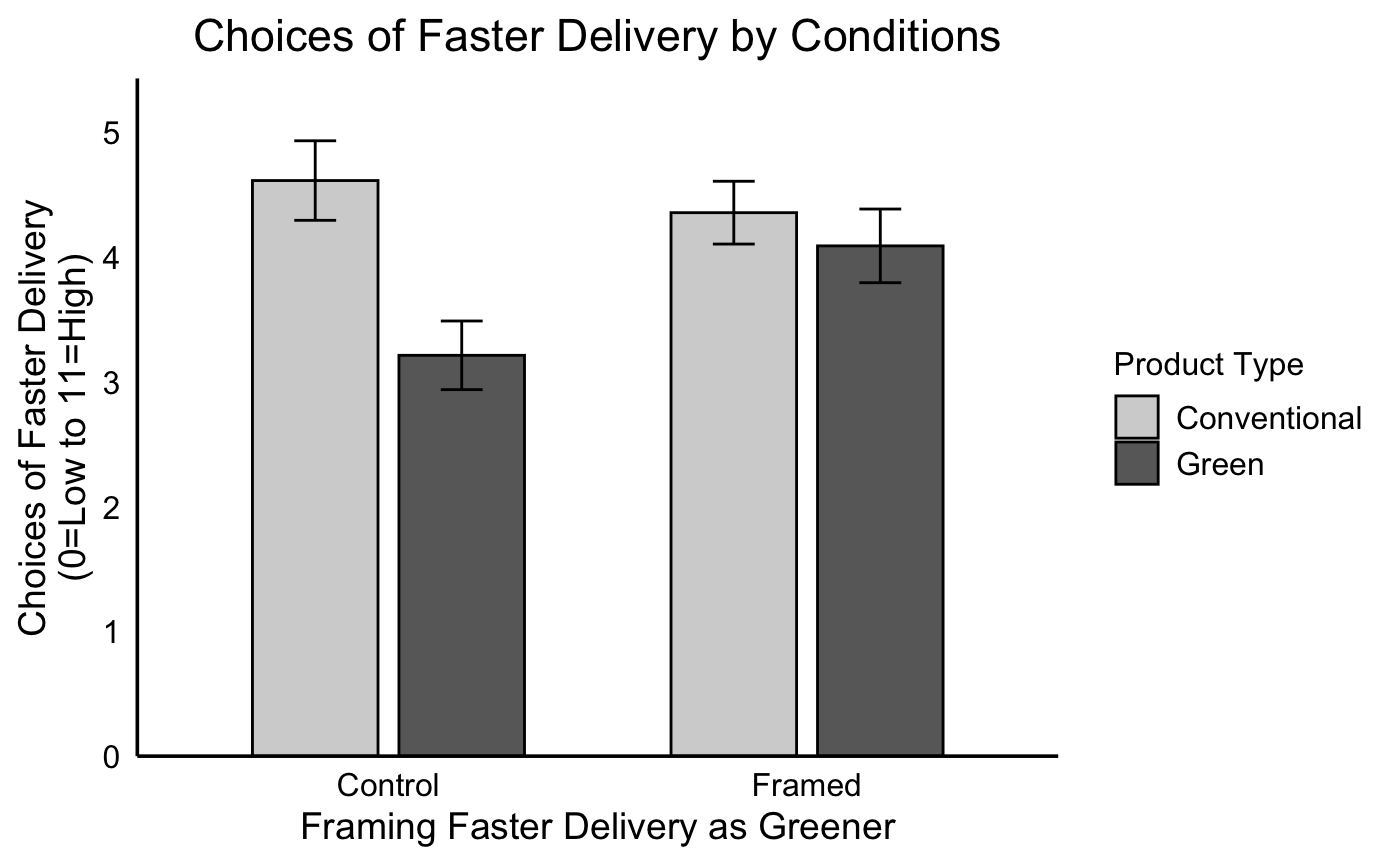 Choices of Faster Delivery by Conditions
Choices of Faster Delivery
(0=Low to 11=High)
5
4
3
2
1
0
Control
Framed
Framing Faster Delivery as Greener
Product Type
Conventional
Green